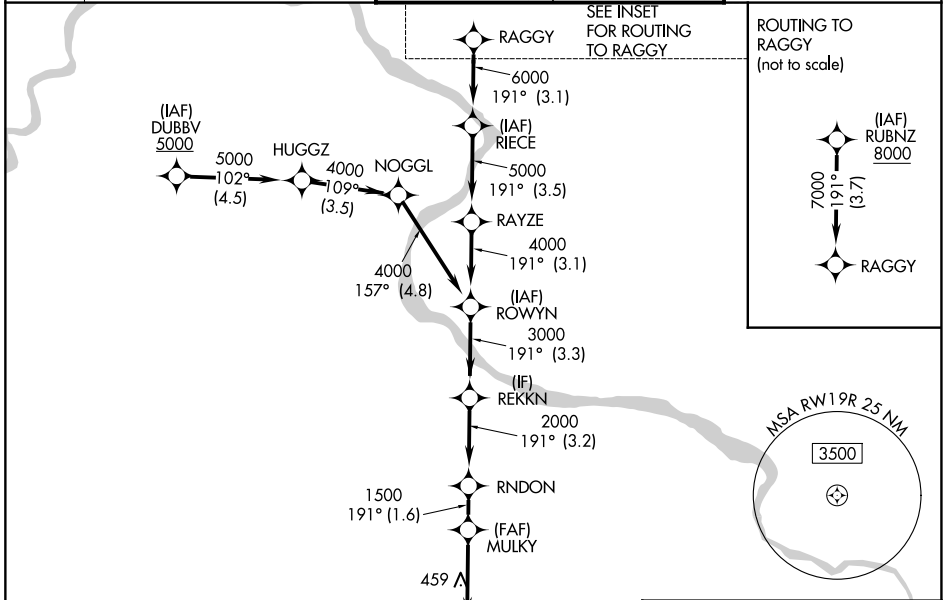 SEE INSET
FOR ROUTING
TO RAGGY
RAGGY
6000
191° (3.1)
(IAF)
RIECE
5000
191° (3.5)
RAYZE
4000
191° (3.1)
(IAF)
ROWYN
3000
191° (3.3)
(IF)
REKKN
2000
191° (3.2)
RNDON
1500
191° (1.6)
(FAF)
MULKY
459
(IAF)
DUBBV
5000
5000
102°
(4.5)
HUGGZ
4000
109°
(3.5)
NOGGL
4000
157° (4.8)
ROUTING TO
RAGGY
(not to scale)
(IAF)
RUBNZ
8000
7000
191°
(3.7)
RAGGY
MSA RW19R 25 NM
3500